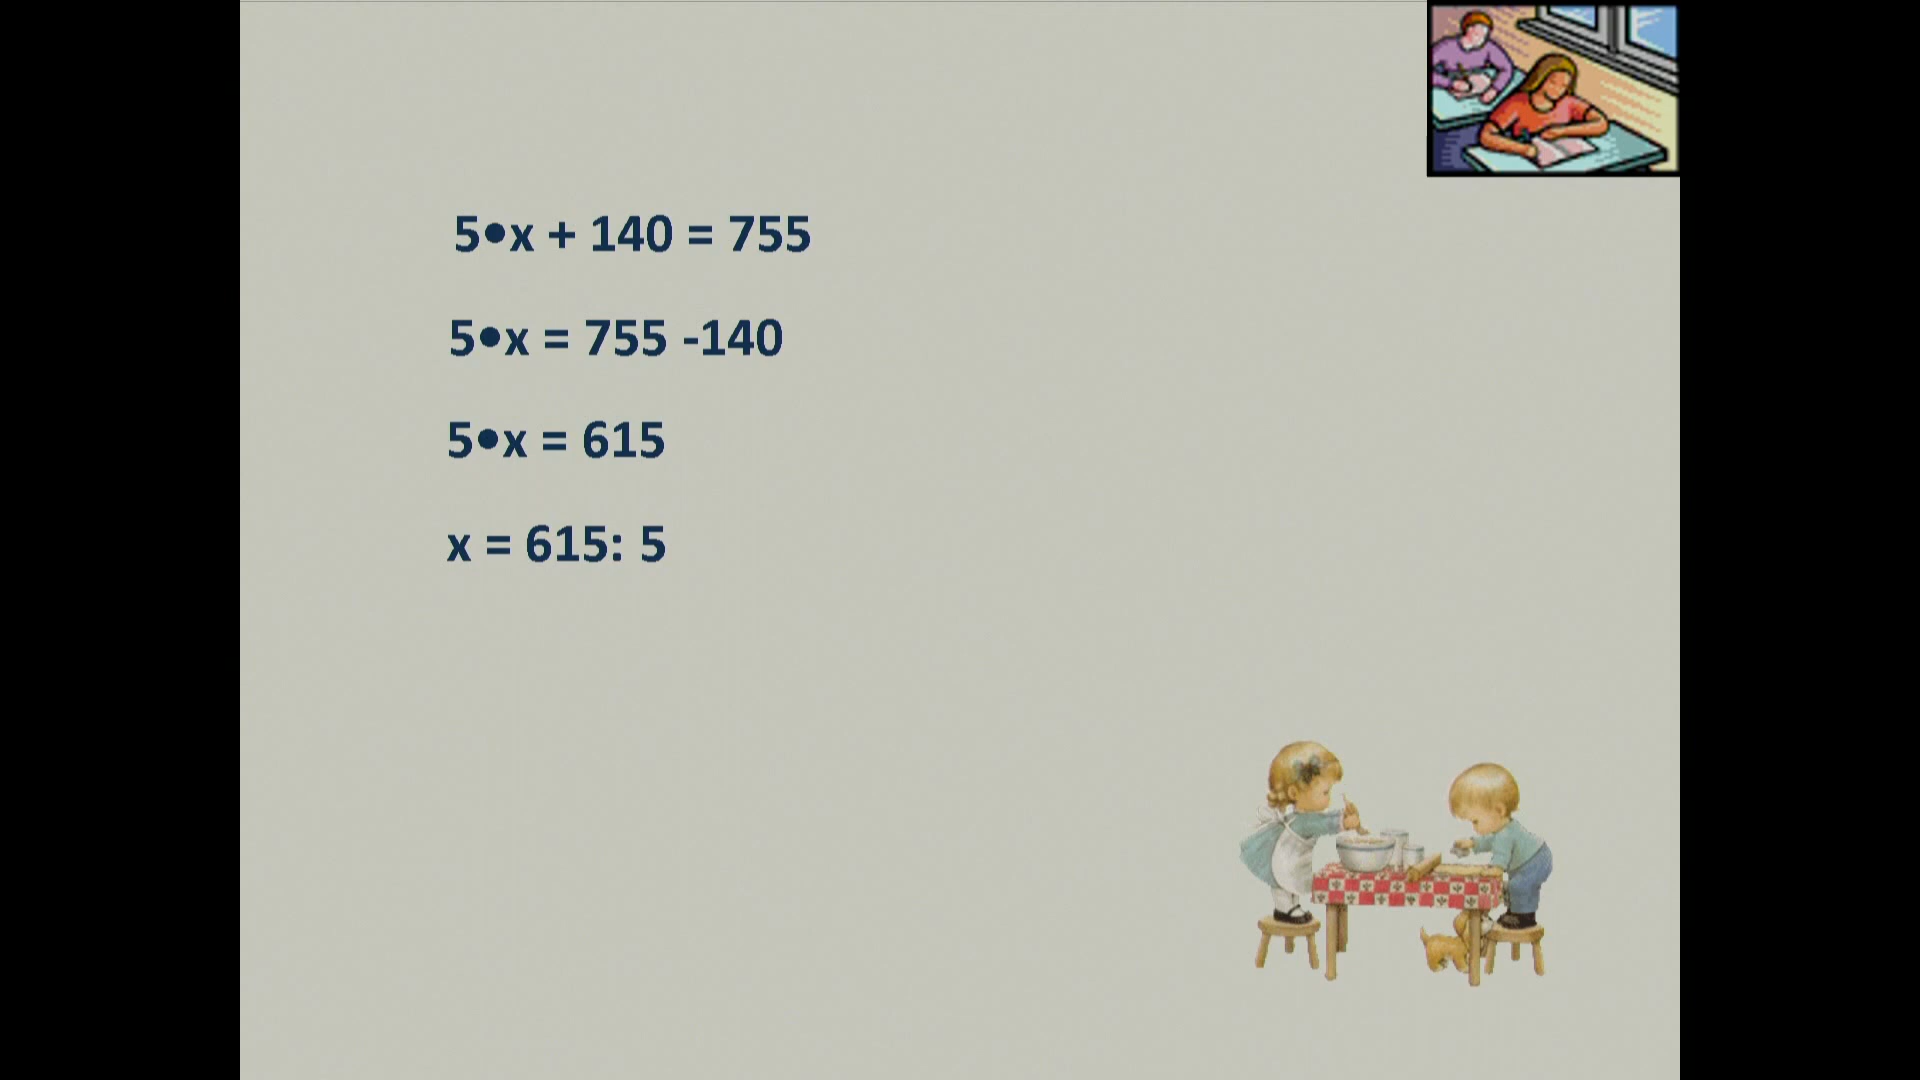 5•x + 140 = 755
5•x = 755 -140
5•x = 615
x = 615: 5